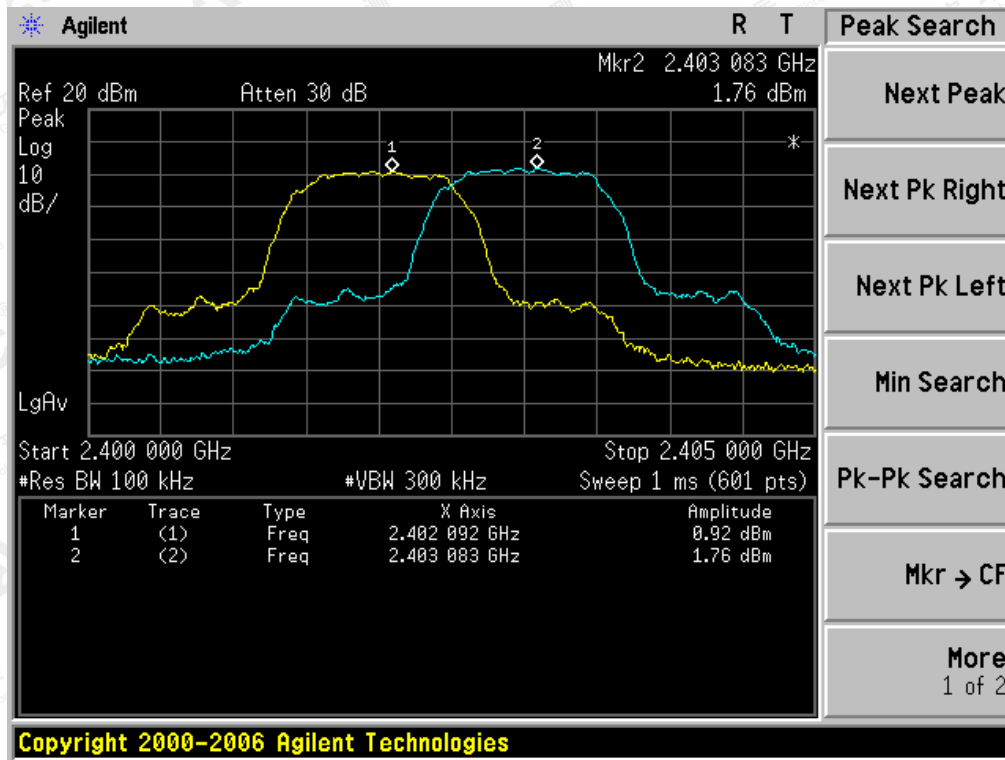 Agilent R T Peak Search
Mkr2 2.403 083 GHz
Ref 20 dBm Atten 30 dB 1.76 dBm
Peak
Log
10
dB/
1 2 *
LgAv
Start 2.400 000 GHz Stop 2.405 000 GHz
#Res BW 100 kHz #VBW 300 kHz Sweep 1 ms (601 pts)
Marker Trace Type X Axis Amplitude
1 (1) Freq 2.402 092 GHz 0.92 dBm
2 (2) Freq 2.403 083 GHz 1.76 dBm
Next Peak
Next Pk Right
Next Pk Left
Min Search
Pk-Pk Search
Mkr → CF
More
1 of 2
Copyright 2000-2006 Agilent Technologies